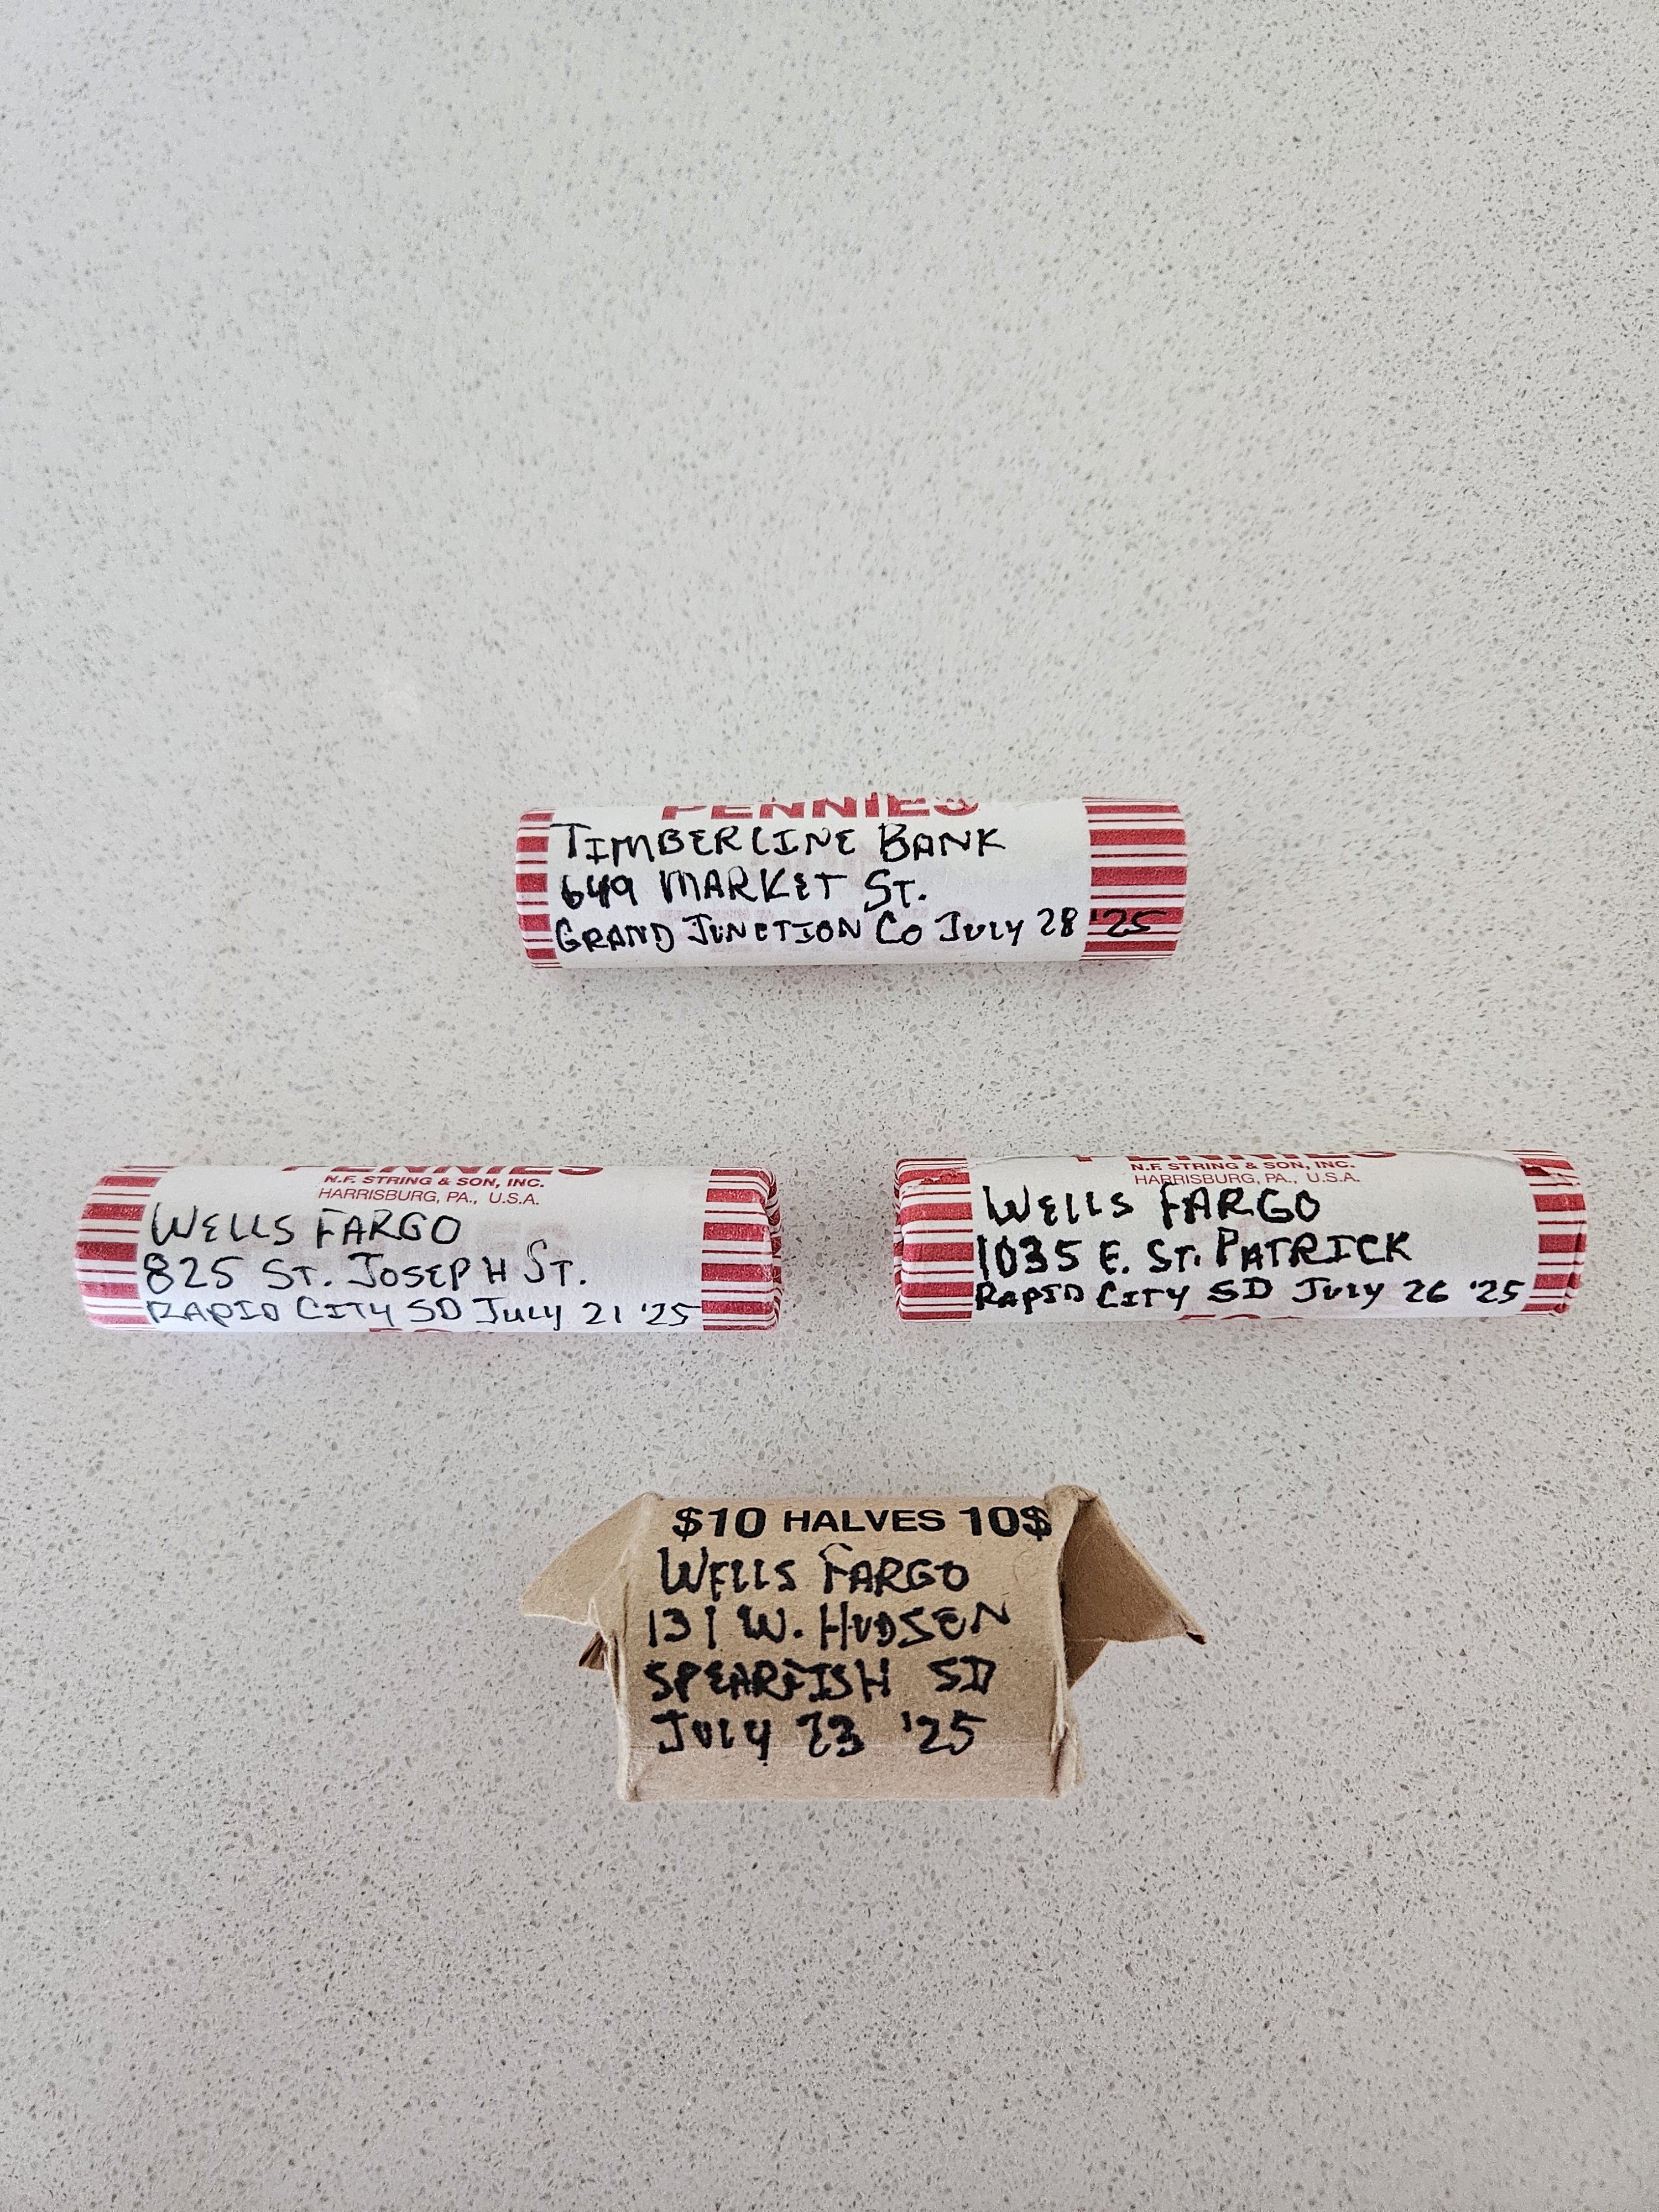 PENNIES
TIMBERLINE BANK
649 MARKET ST.
GRAND JUNCTION CO JULY 28 '25
PENNIES
N.F. STRING & SON, INC.
HARRISBURG, PA., U.S.A.
WELLS FARGO
825 ST. JOSEPH ST.
RAPID CITY SD JULY 21 '25
PENNIES
N.F. STRING & SON, INC.
HARRISBURG, PA., U.S.A.
WELLS FARGO
1035 E. ST. PATRICK
RAPID CITY SD JULY 26 '25
$10 HALVES 10$
WELLS FARGO
131 W. HUDSEN
SPEARFISH SD
JULY 23 '25